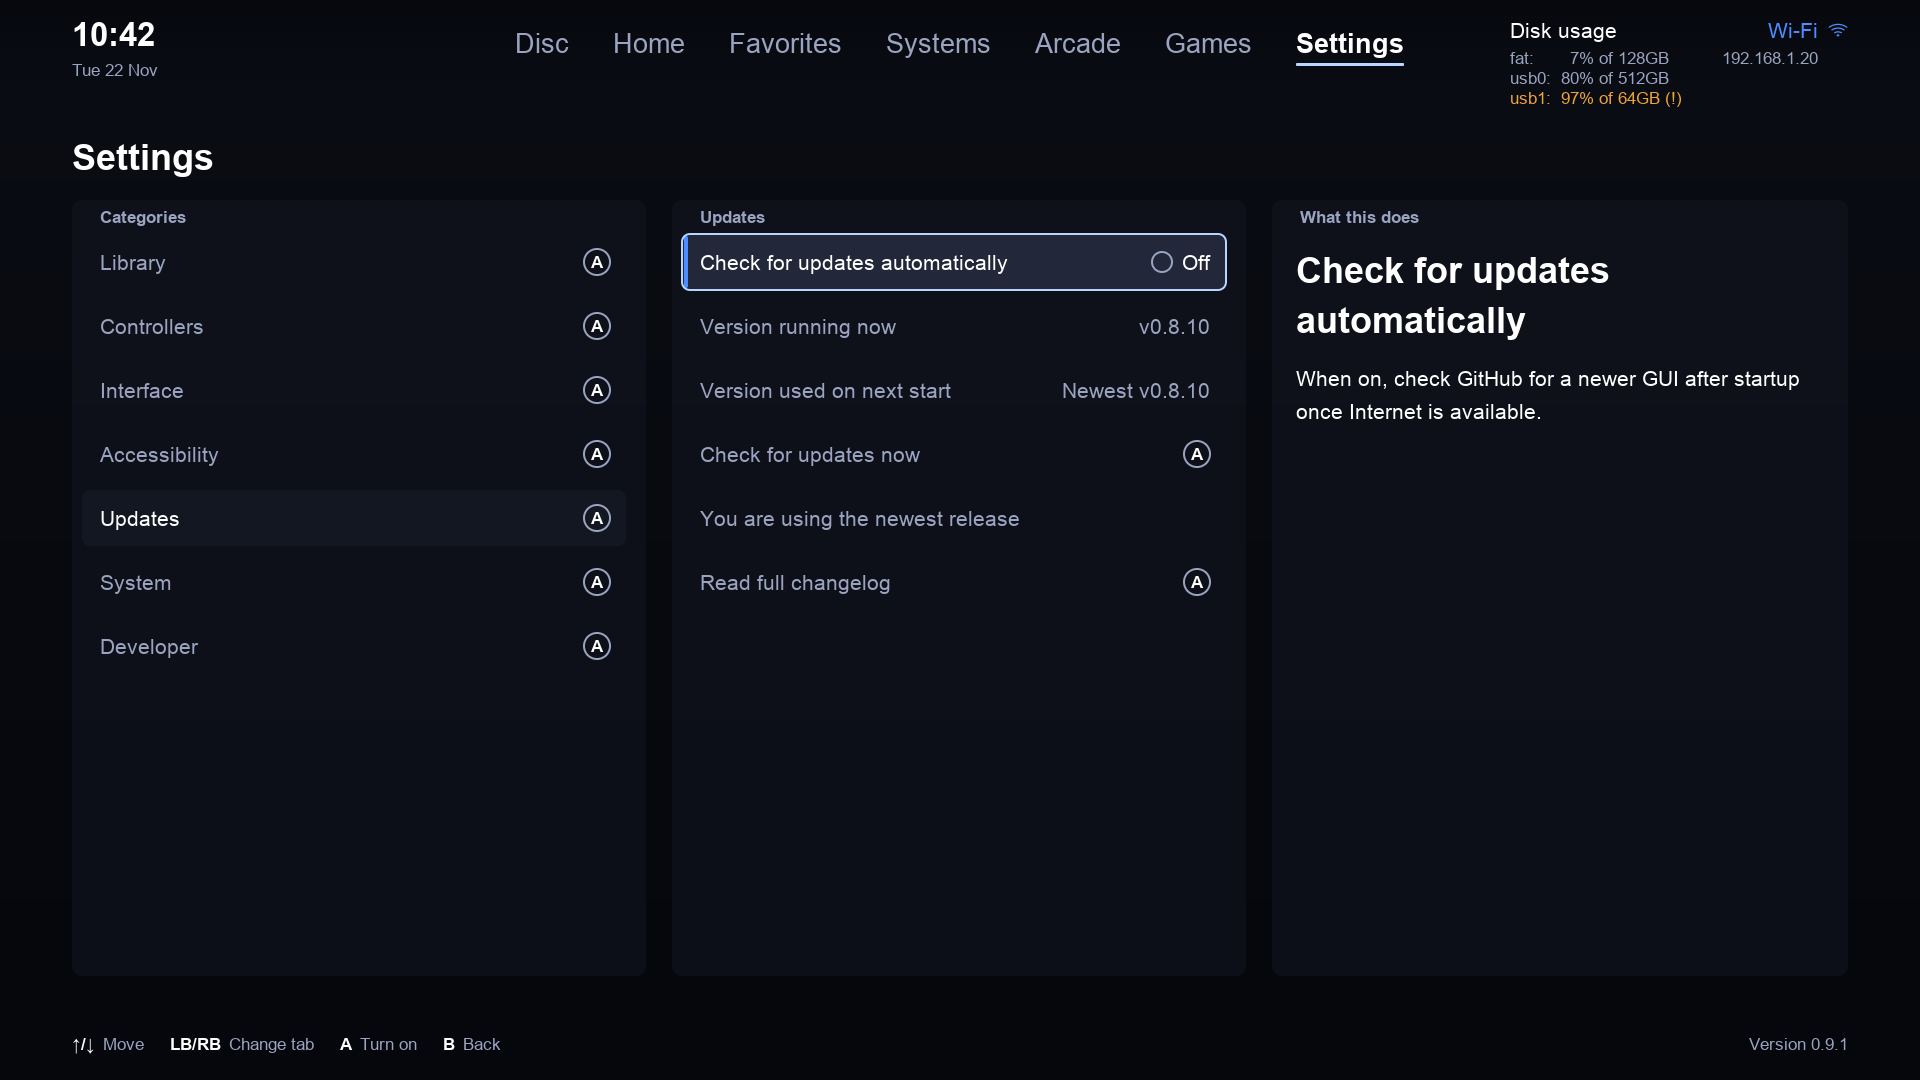 10:42
Tue 22 Nov
Disc Home Favorites Systems Arcade Games Settings
Disk usage
fat: 7% of 128GB
usb0: 80% of 512GB
usb1: 97% of 64GB (!)
Wi-Fi
192.168.1.20
Settings
Categories
Library A
Controllers A
Interface A
Accessibility A
Updates A
System A
Developer A
Updates
Check for updates automatically Off
Version running now v0.8.10
Version used on next start Newest v0.8.10
Check for updates now A
You are using the newest release
Read full changelog A
What this does
Check for updates
automatically
When on, check GitHub for a newer GUI after startup
once Internet is available.
↑/↓ Move LB/RB Change tab A Turn on B Back
Version 0.9.1